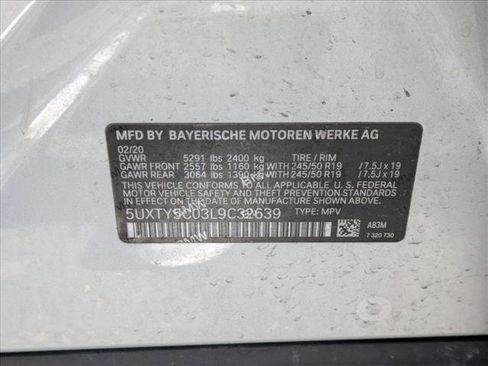 MFD BY BAYERISCHE MOTOREN WERKE AG
02/20
GVWR 5291 lbs 2400 kg TIRE / RIM
GAWR FRONT 2557 lbs 1160 kg WITH 245/50 R19 / 7.5J x 19
GAWR REAR 3064 lbs 1390 kg WITH 245/50 R19 / 7.5J x 19
THIS VEHICLE CONFORMS TO ALL APPLICABLE U.S. FEDERAL MOTOR
VEHICLE SAFETY STANDARDS IN EFFECT ON THE DATE OF MANUFACTURE SHOWN ABOVE.
5UXTY5C03L9C32639 TYPE: MPV
A83M
7 320 730